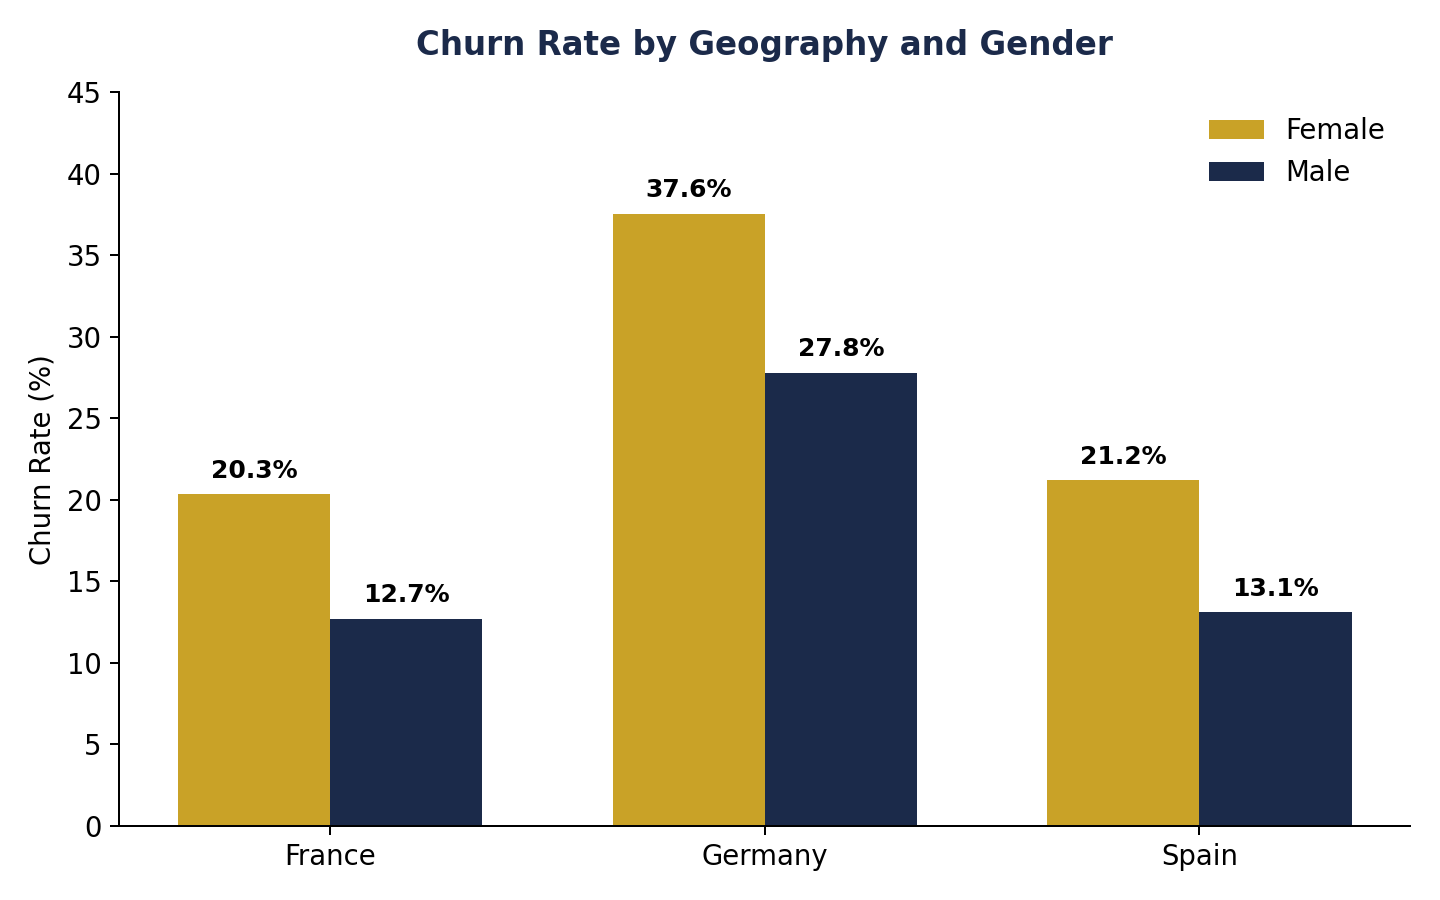 Churn Rate by Geography and Gender
Churn Rate (%)
45
40
35
30
25
20
15
10
5
0
Female
Male
20.3%
12.7%
37.6%
27.8%
21.2%
13.1%
France
Germany
Spain